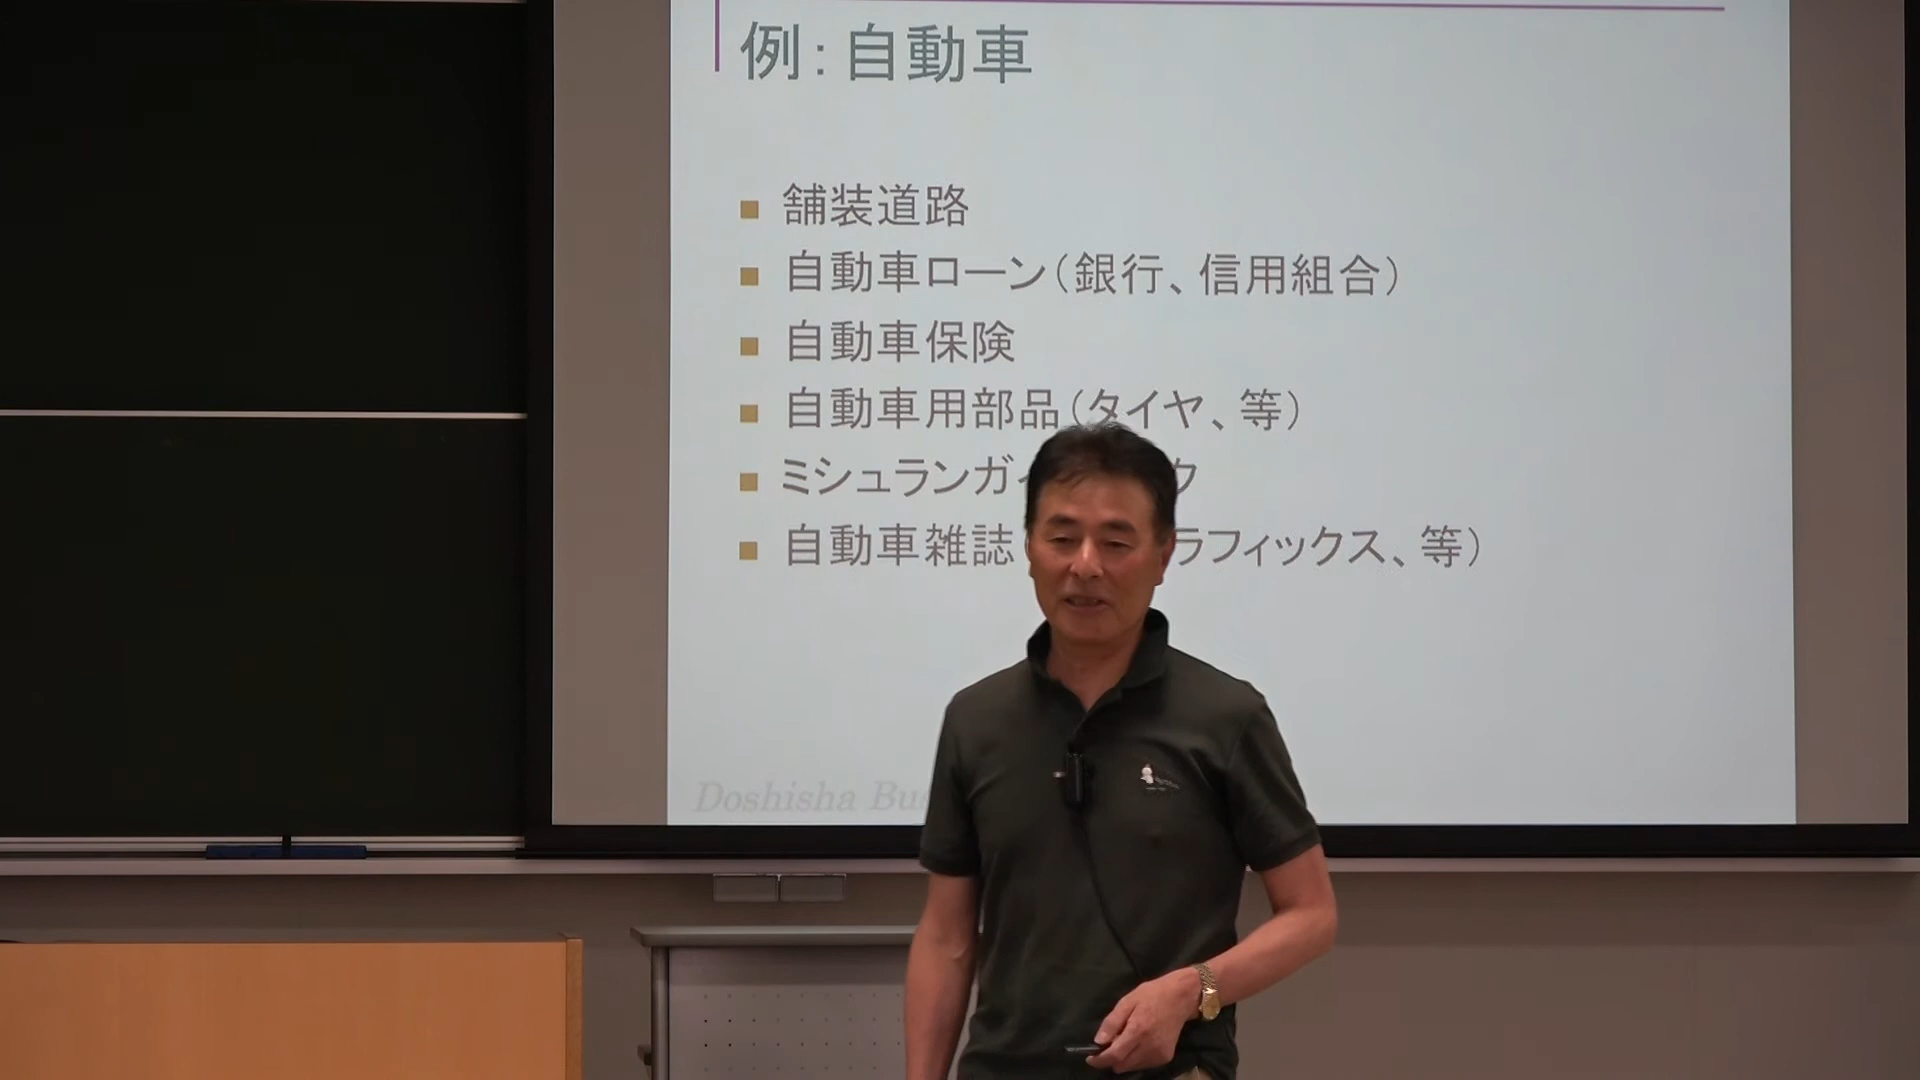 例：自動車
舗装道路
自動車ローン（銀行、信用組合）
自動車保険
自動車用部品（タイヤ、等）
ミシュランガイ ク
自動車雑誌 ラフィックス、等）
Doshisha Bus